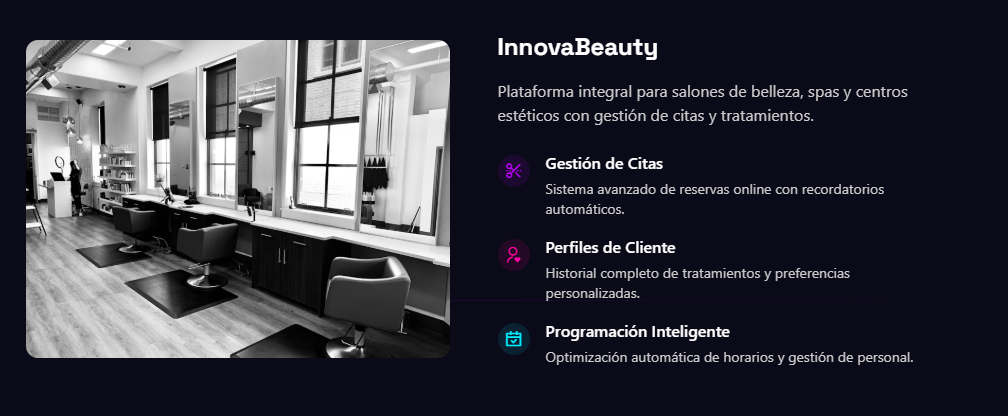 InnovaBeauty
Plataforma integral para salones de belleza, spas y centros
estéticos con gestión de citas y tratamientos.
Gestión de Citas
Sistema avanzado de reservas online con recordatorios
automáticos.
Perfiles de Cliente
Historial completo de tratamientos y preferencias
personalizadas.
Programación Inteligente
Optimización automática de horarios y gestión de personal.